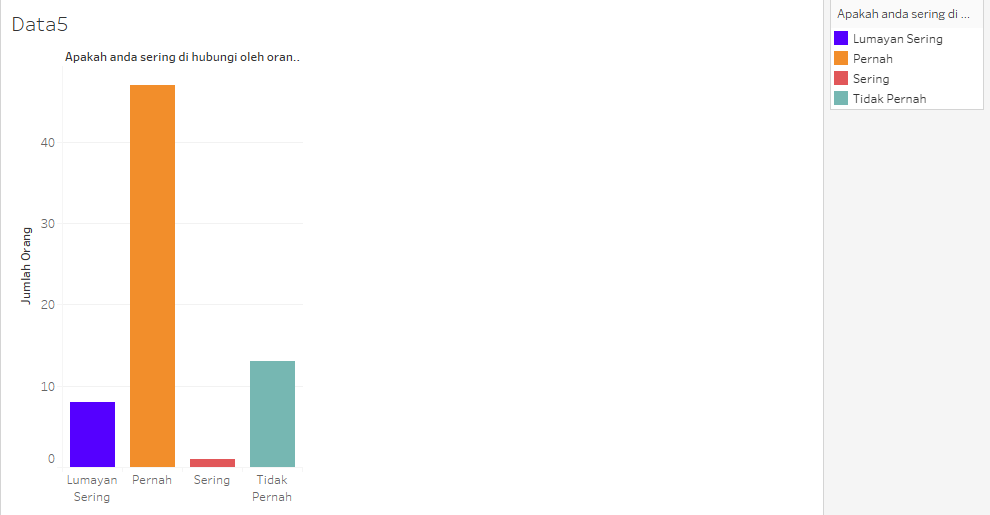 Data5
Apakah anda sering di hubungi oleh oran..
Jumlah Orang
40
30
20
10
0
Lumayan
Sering
Pernah
Sering
Tidak
Pernah
Apakah anda sering di ...
Lumayan Sering
Pernah
Sering
Tidak Pernah